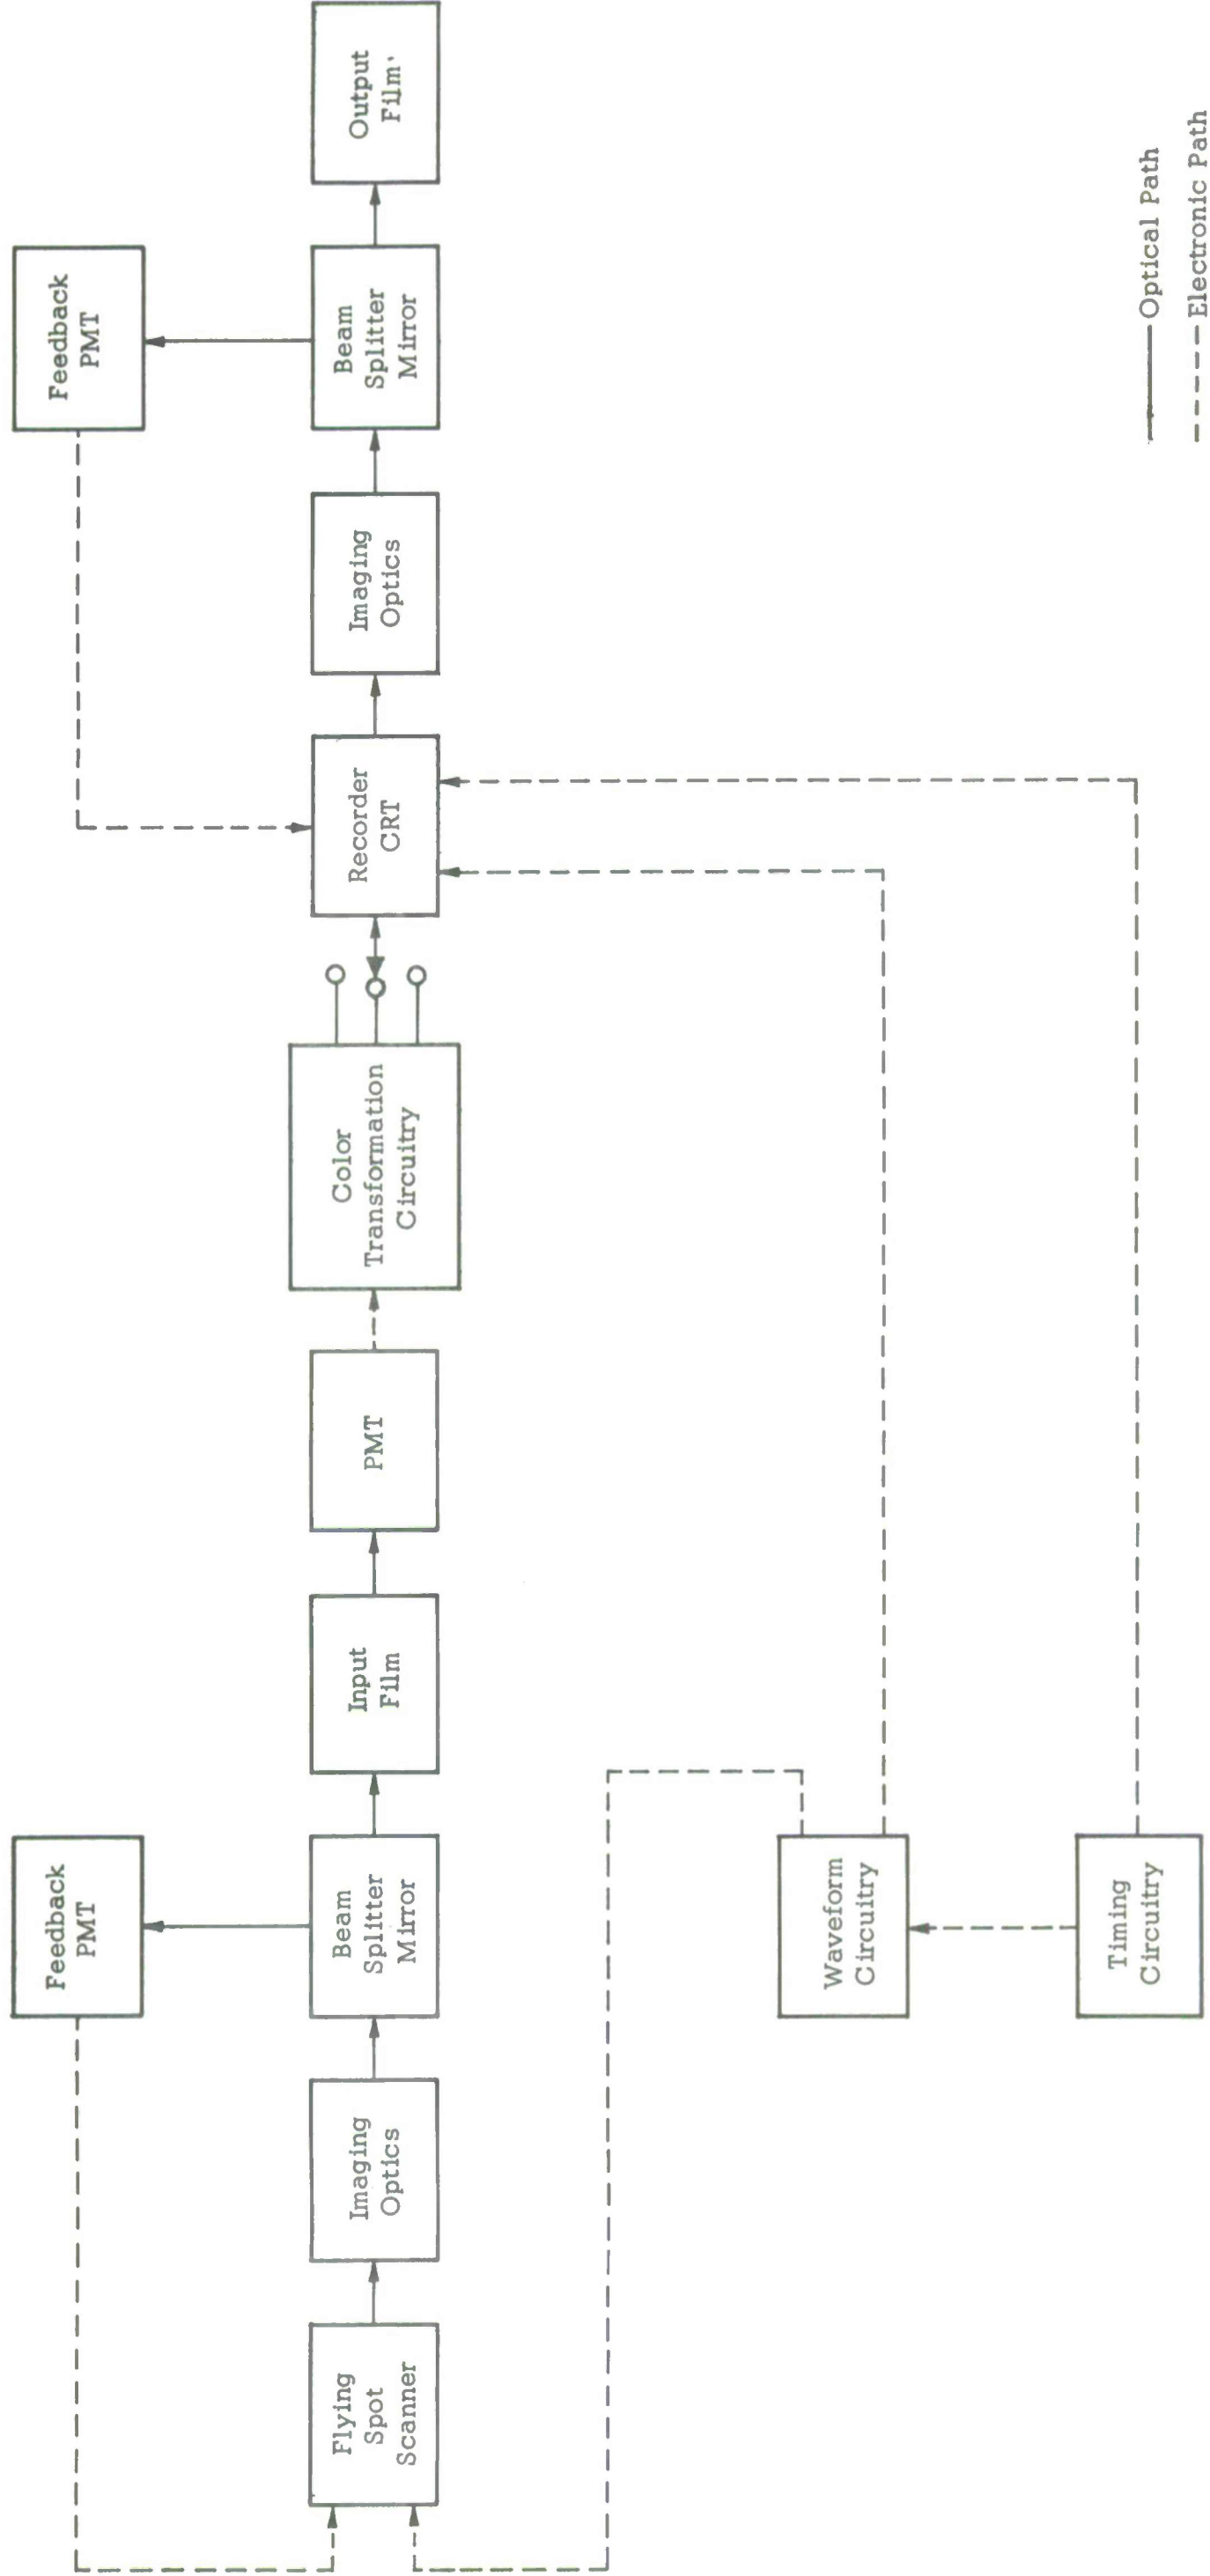 Feedback
PMT
Feedback
PMT
Flying
Spot
Scanner
Imaging
Optics
Beam
Splitter
Mirror
Input
Film
PMT
Color
Transformation
Circuitry
Recorder
CRT
Imaging
Optics
Beam
Splitter
Mirror
Output
Film
Waveform
Circuitry
Timing
Circuitry
Optical Path
Electronic Path